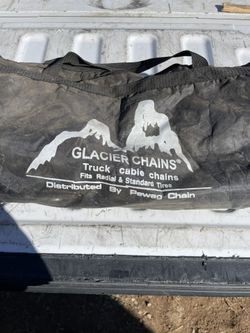 GLACIER CHAINS®
Truck cable chains
Fits Radial & Standard Tires
Distributed By Pewag Chain